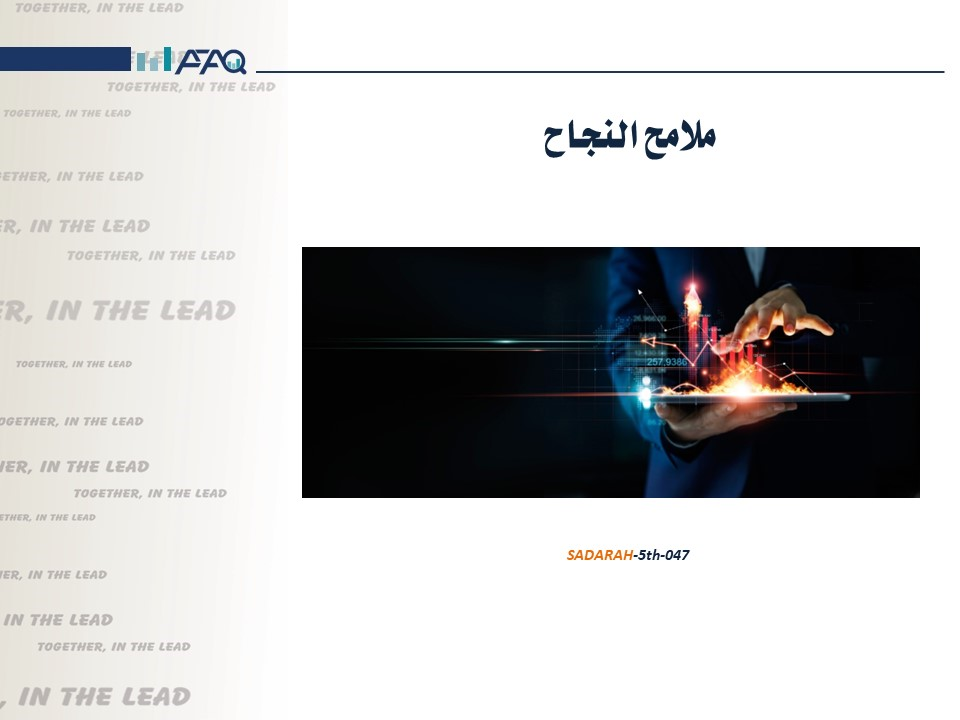 TOGETHER, IN THE LEAD
AFAQ
TOGETHER, IN THE LEAD
TOGETHER, IN THE LEAD
ملامح النجاح
ETHER, IN THE LEAD
ER, IN THE LEAD
TOGETHER, IN THE LEAD
ER, IN THE LEAD
257,9386
TOGETHER, IN THE LEAD
OGETHER, IN THE LEAD
HER, IN THE LEAD
TOGETHER, IN THE LEAD
ETHER, IN THE LEAD
SADARAH-5th-047
HER, IN THE LEAD
IN THE LEAD
TOGETHER, IN THE LEAD
, IN THE LEAD